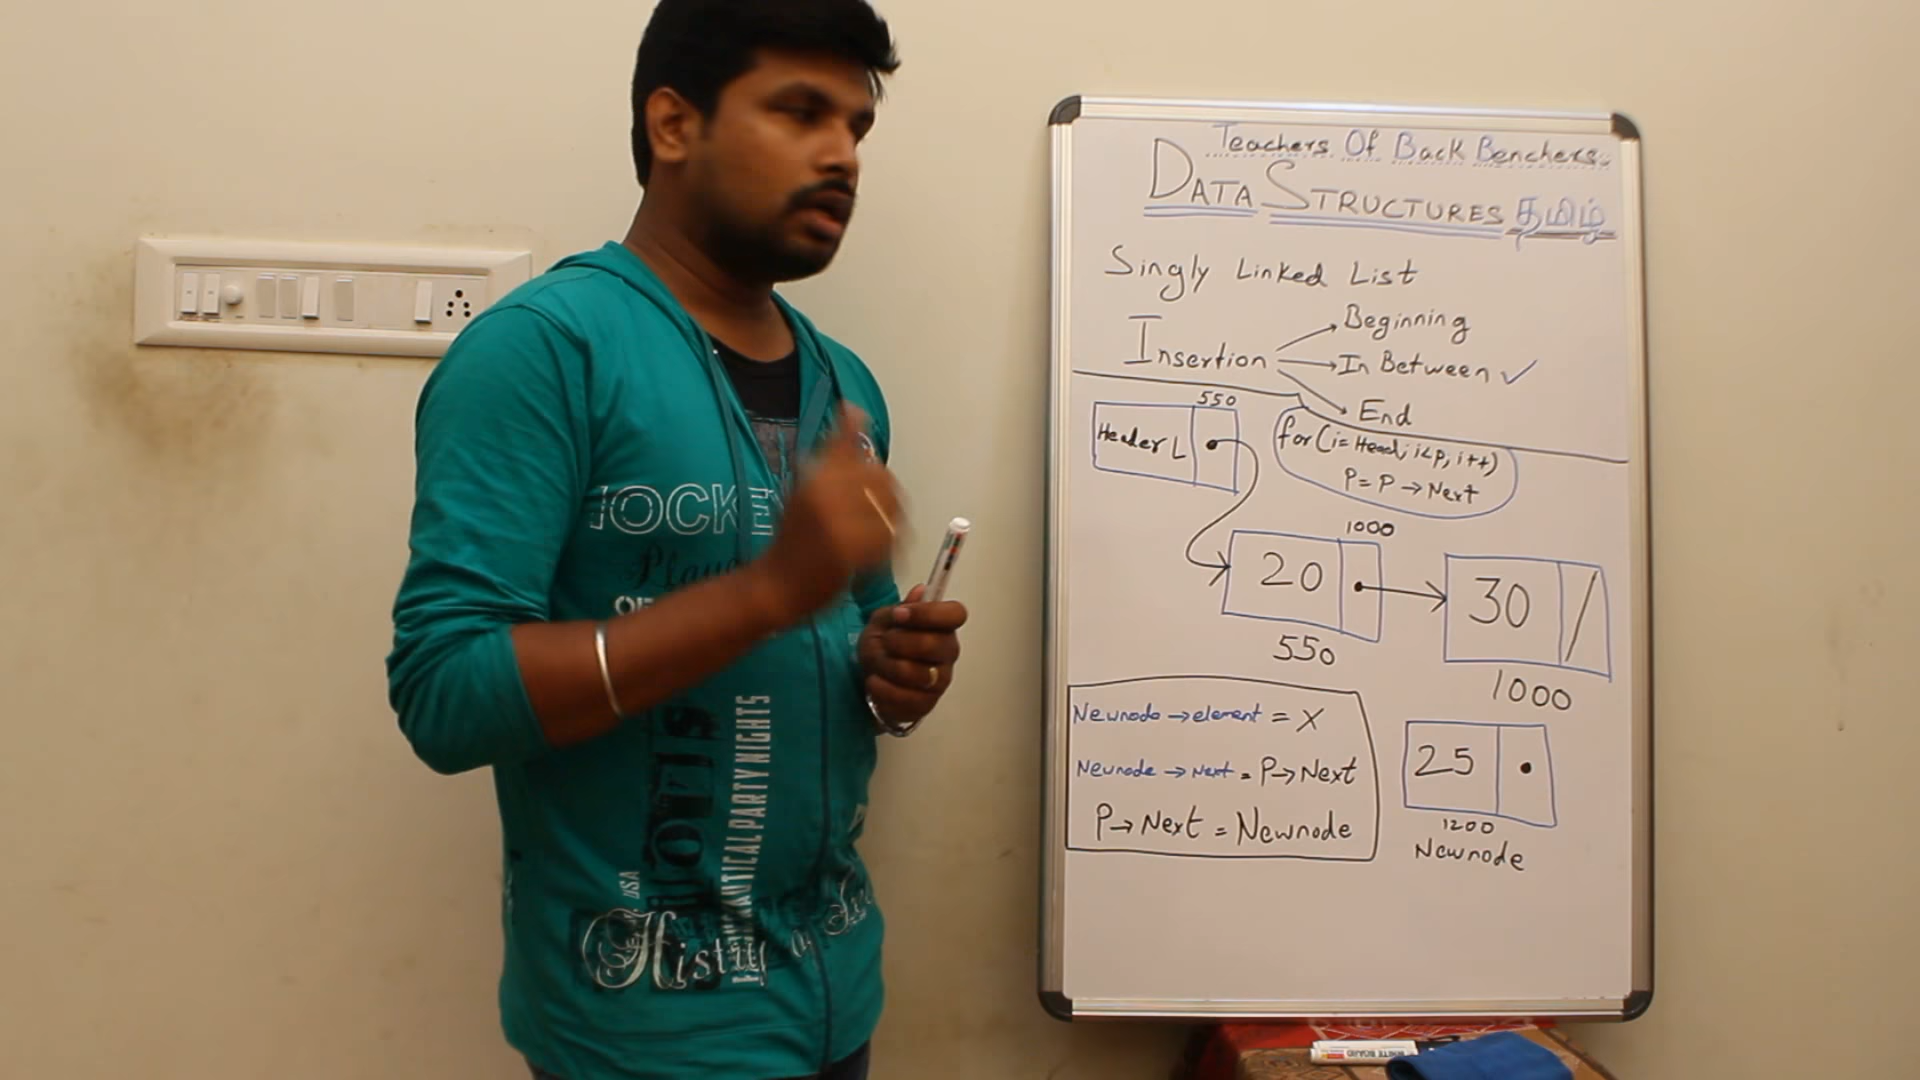 Teachers Of Back Benchers
DATA STRUCTURES தமிழ்
Singly Linked List
Insertion
Beginning
In Between ✓
End
550
Header L
for (i=Head; i<p; i++)
P = P → Next
1000
20
550
30
1000
Newnode → element = X
Newnode → Next = P → Next
P → Next = Newnode
25
1200
Newnode
JOCKEY
USA
NAUTICAL PARTY NIGHTS
WHITE BOARD